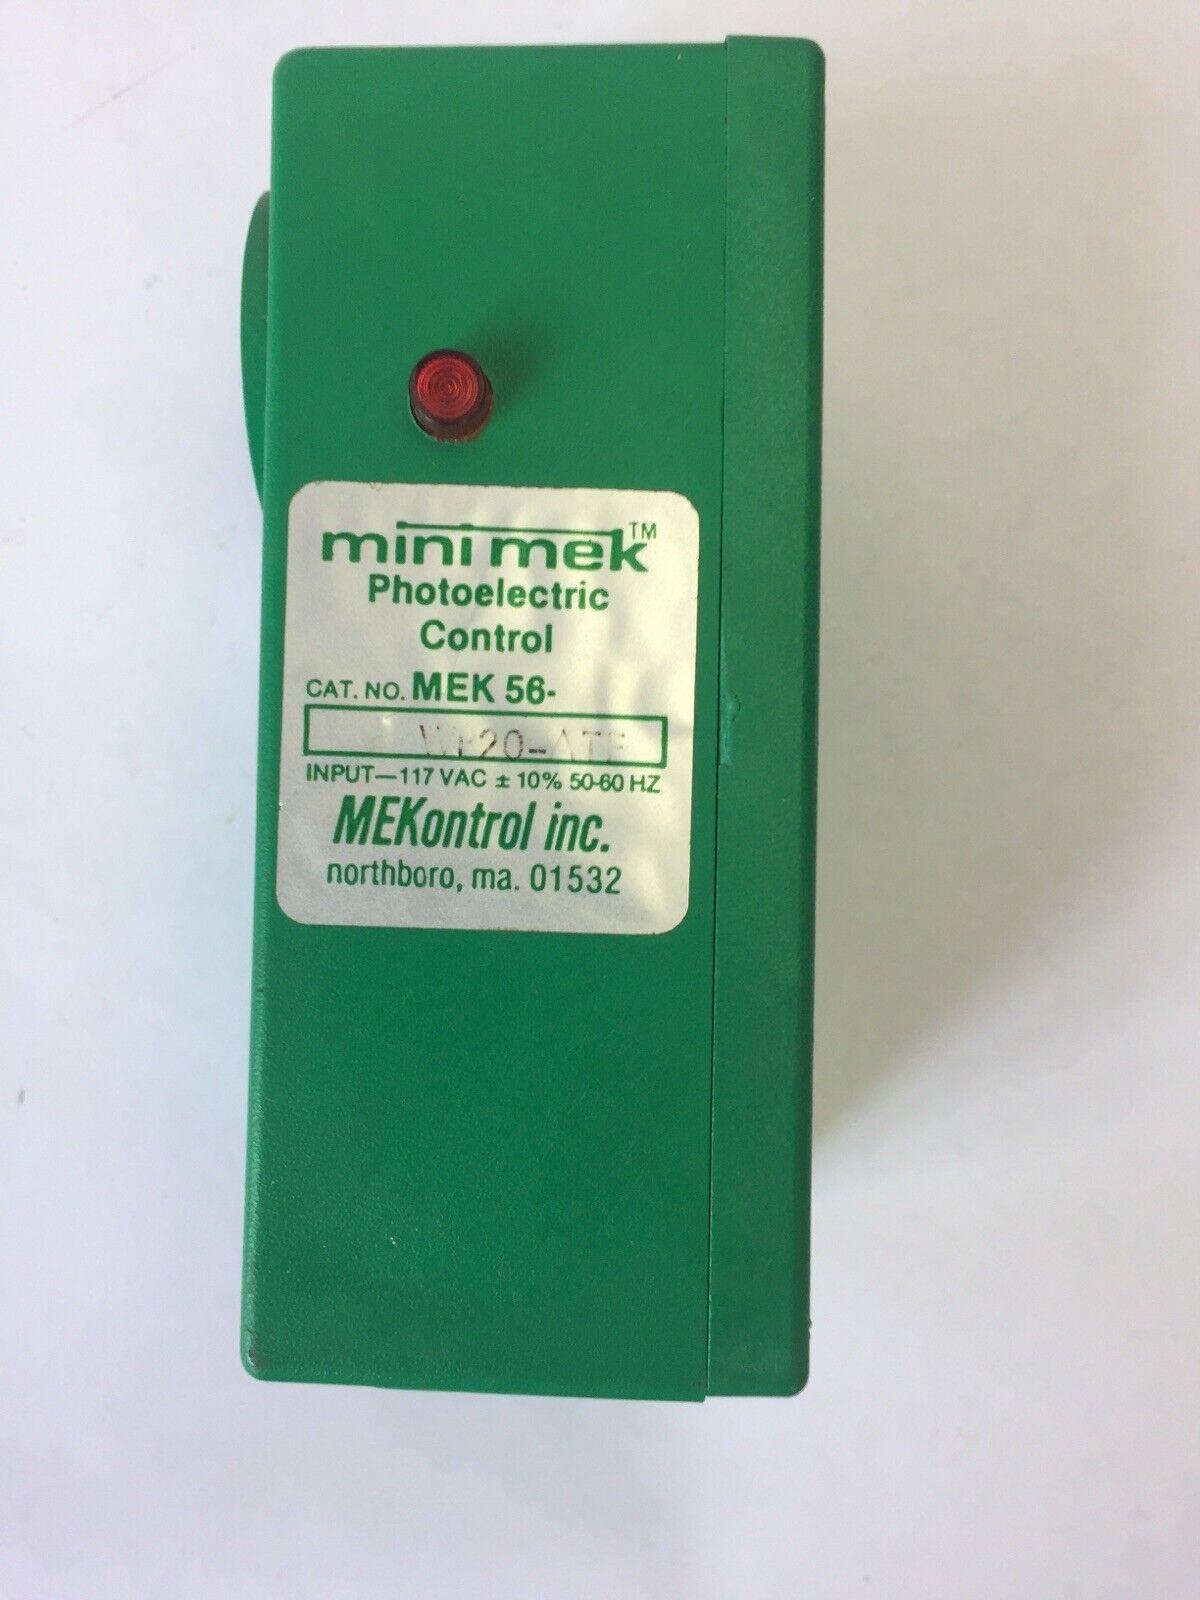 mini mek™
Photoelectric
Control
CAT. NO. MEK 56-
INPUT—117 VAC ± 10% 50-60 HZ
MEKontrol inc.
northboro, ma. 01532